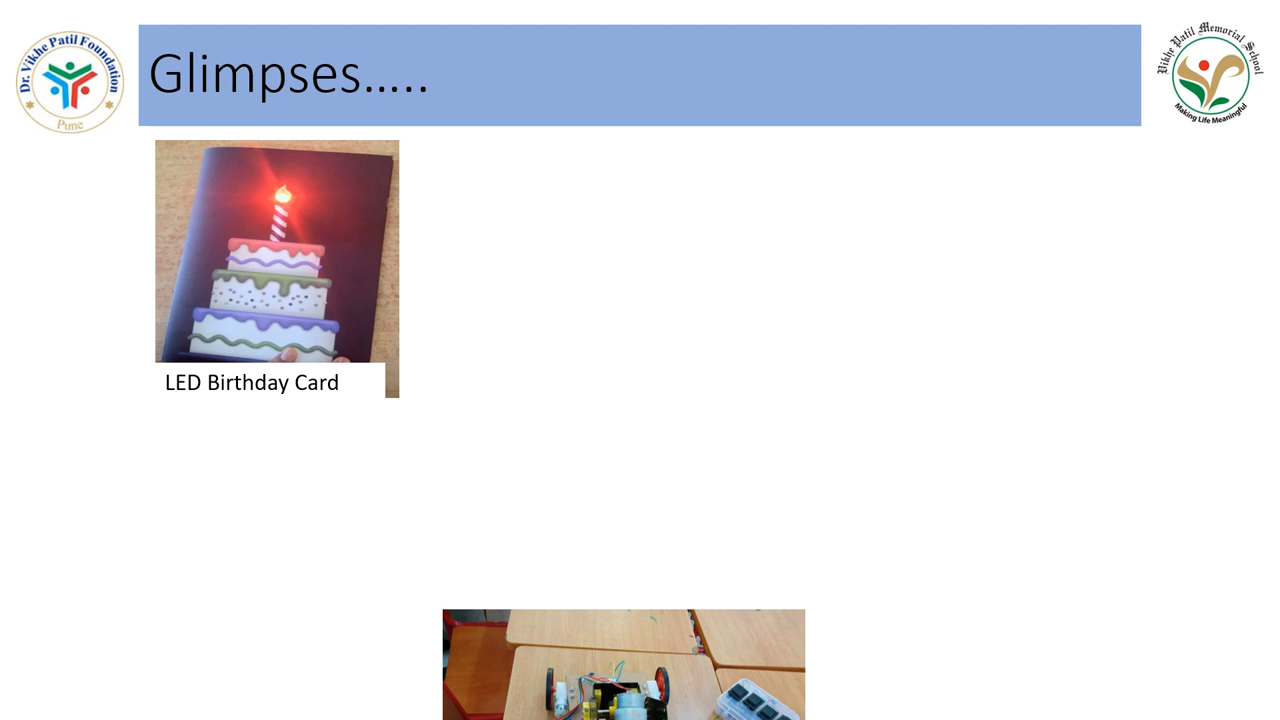 Dr. Vikhe Patil Foundation
Pune
Glimpses…..
Vikhe Patil Memorial School
Making Life Meaningful
LED Birthday Card